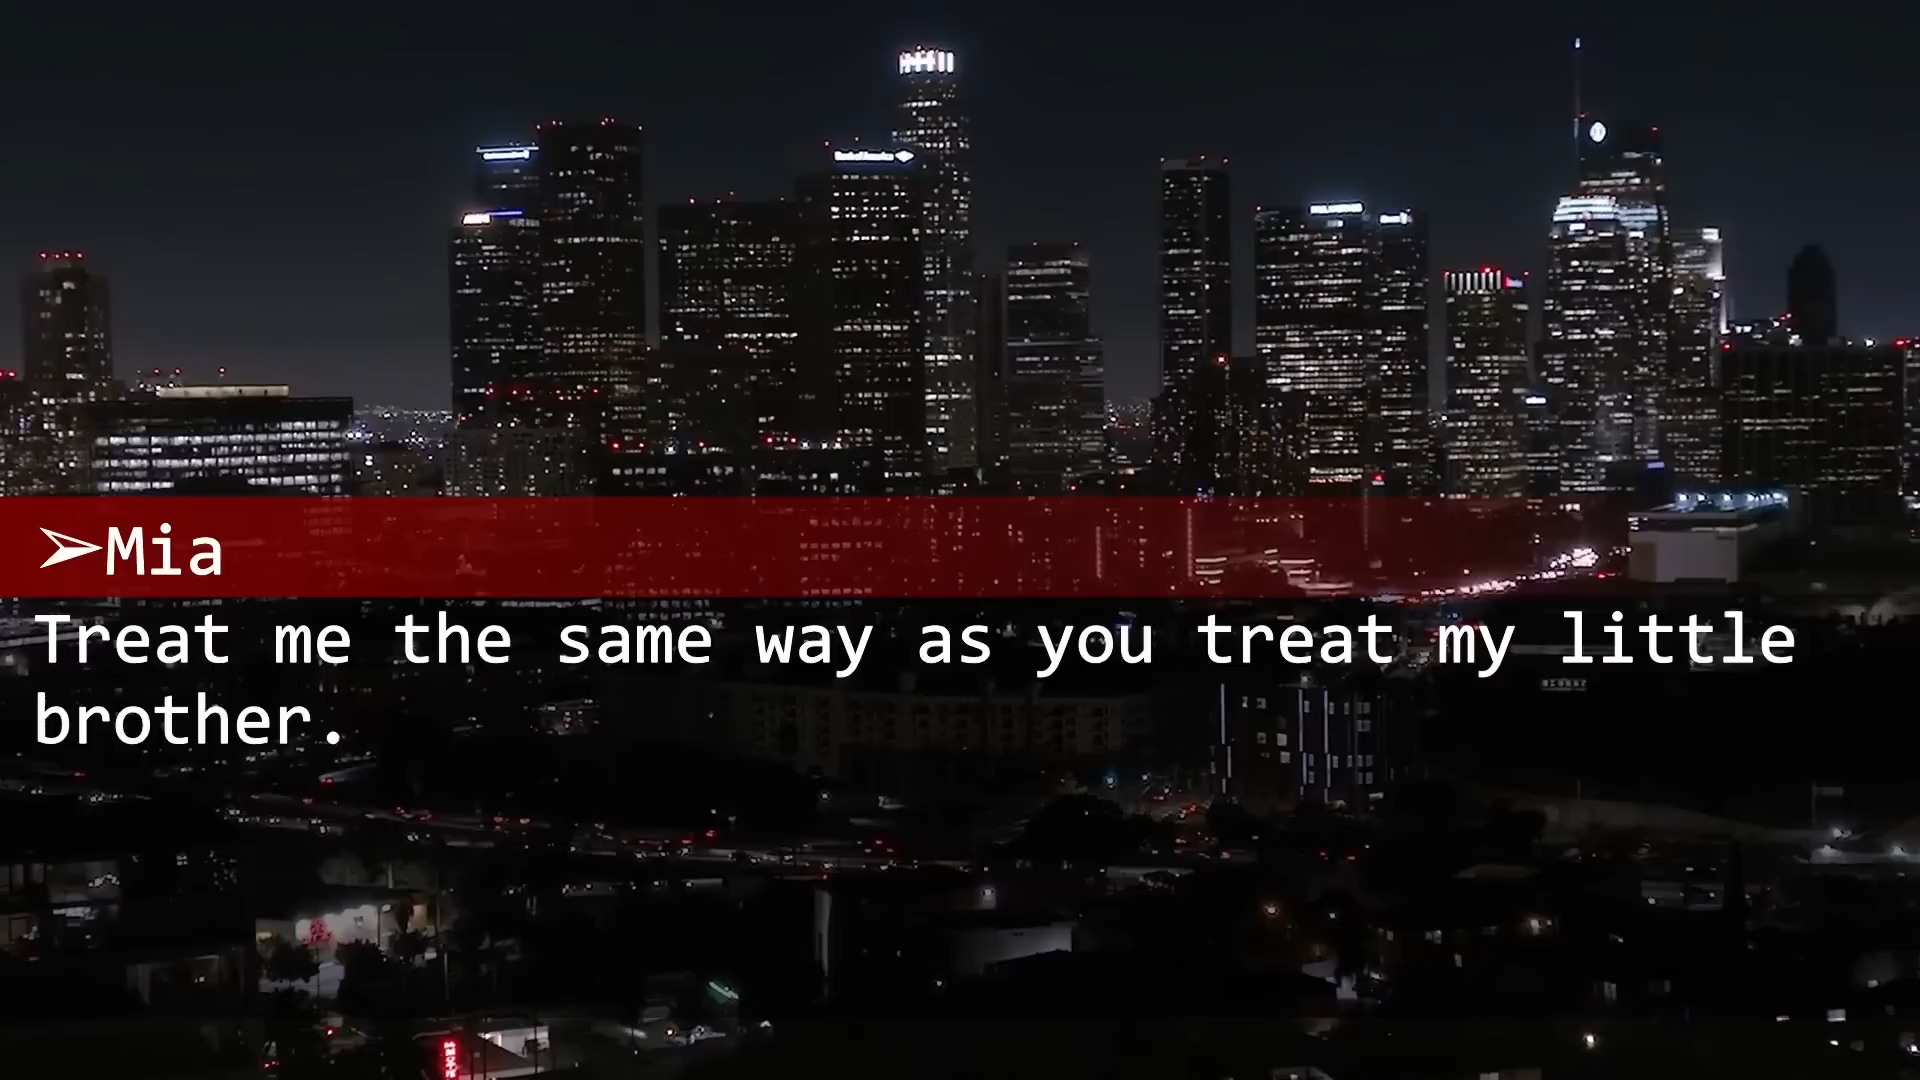 ➢Mia
Treat me the same way as you treat my little
brother.